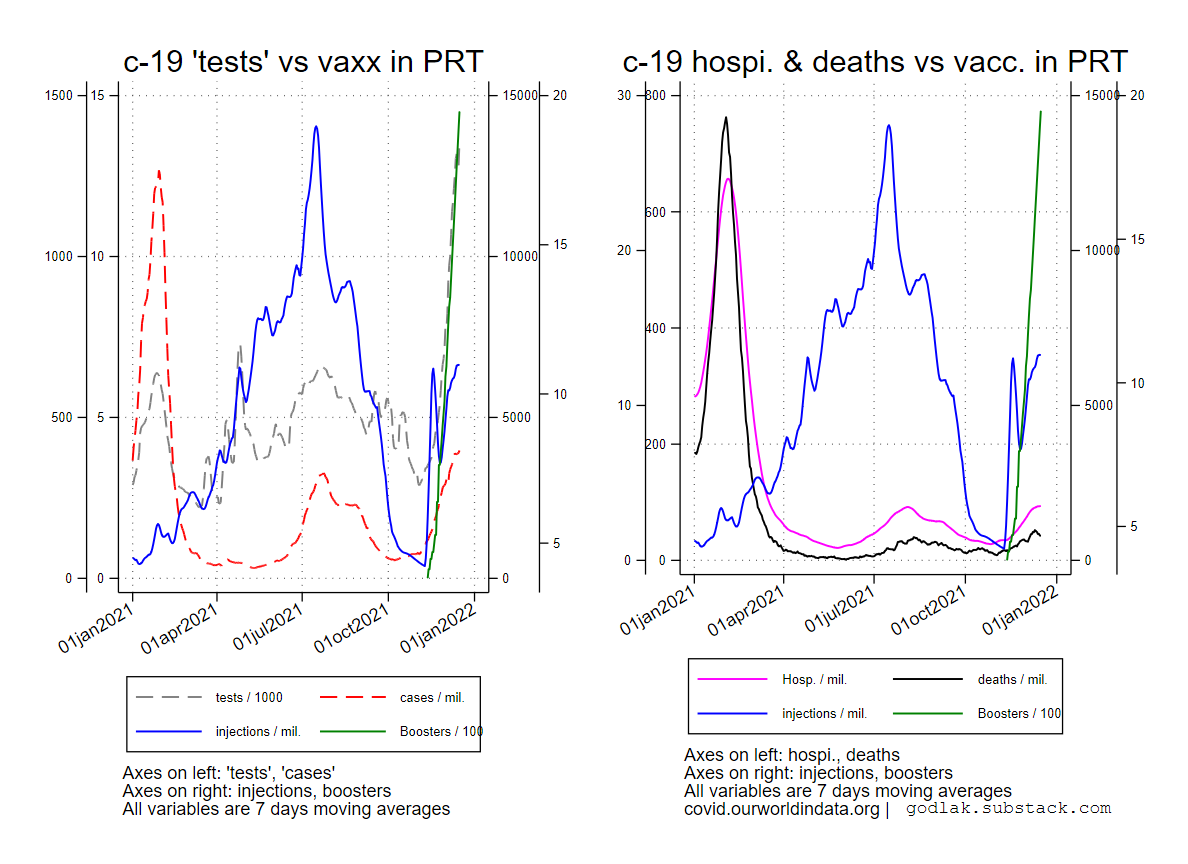 c-19 'tests' vs vaxx in PRT
1500
1000
500
0
15
10
5
0
15000
10000
5000
0
20
15
10
5
01jan2021
01apr2021
01jul2021
01oct2021
01jan2022
tests / 1000
cases / mil.
injections / mil.
Boosters / 100
Axes on left: 'tests', 'cases'
Axes on right: injections, boosters
All variables are 7 days moving averages
c-19 hospi. & deaths vs vacc. in PRT
30
20
10
0
800
600
400
200
0
15000
10000
5000
0
20
15
10
5
01jan2021
01apr2021
01jul2021
01oct2021
01jan2022
Hosp. / mil.
deaths / mil.
injections / mil.
Boosters / 100
Axes on left: hospi., deaths
Axes on right: injections, boosters
All variables are 7 days moving averages
covid.ourworldindata.org | godlak.substack.com